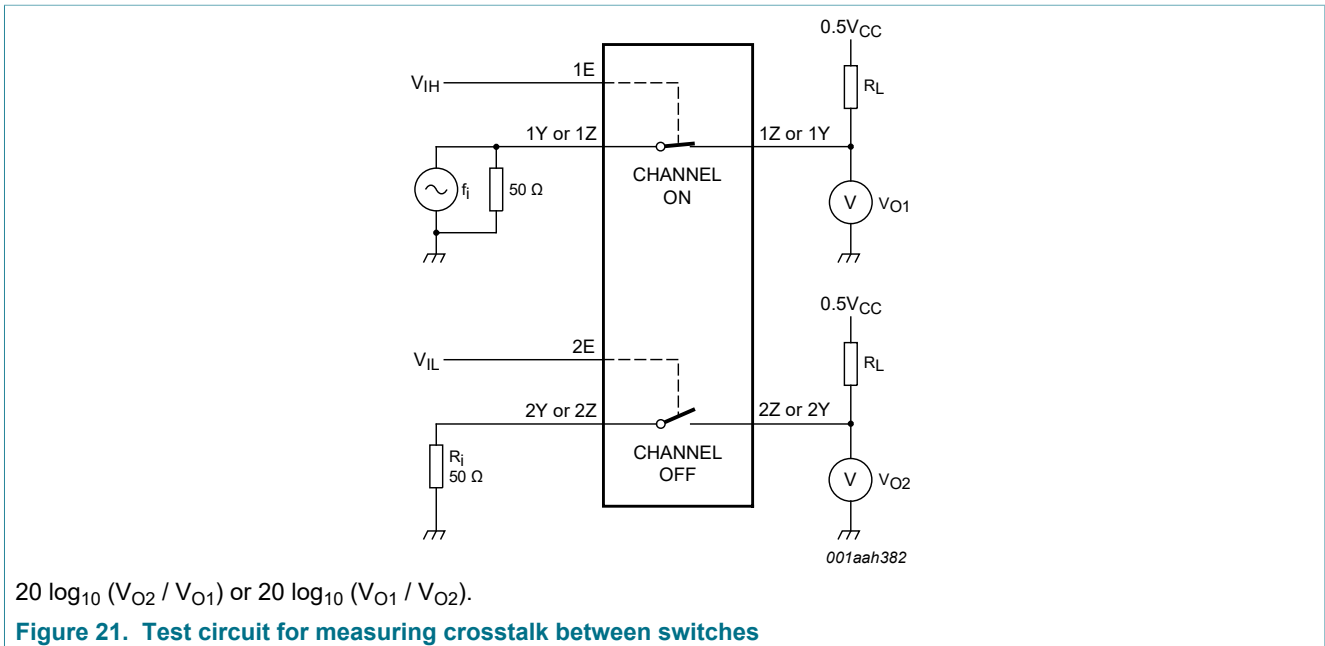 0.5VCC
1E
VIH
RL
1Y or 1Z
1Z or 1Y
fi
50 Ω
CHANNEL
ON
V
VO1
0.5VCC
2E
VIL
RL
2Y or 2Z
2Z or 2Y
Ri
50 Ω
CHANNEL
OFF
V
VO2
001aah382
20 log10 (VO2 / VO1) or 20 log10 (VO1 / VO2).
Figure 21. Test circuit for measuring crosstalk between switches